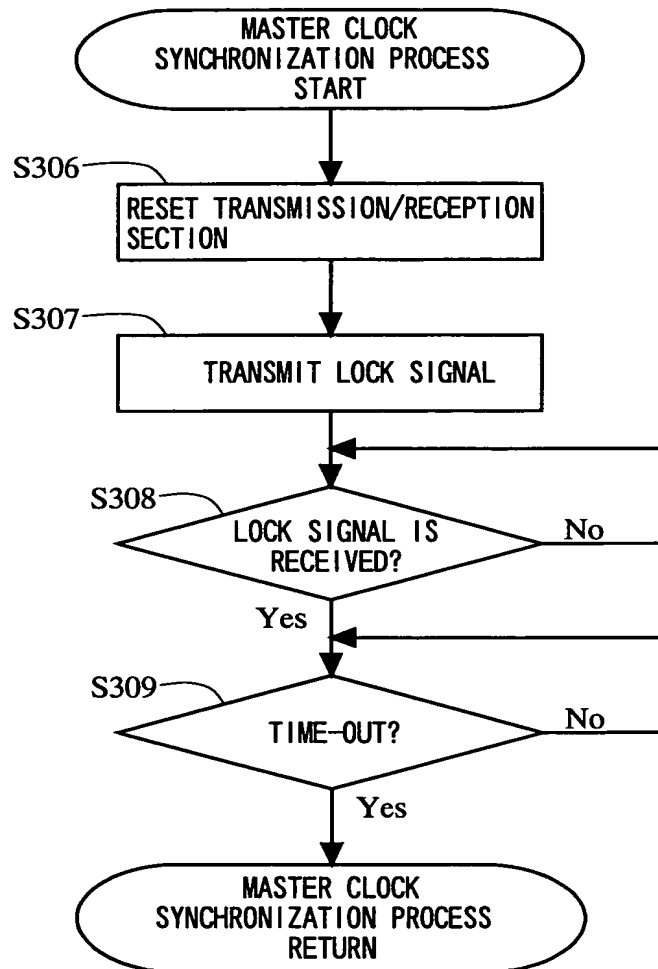 MASTER CLOCK
SYNCHRONIZATION PROCESS
START
S306
RESET TRANSMISSION/RECEPTION
SECTION
S307
TRANSMIT LOCK SIGNAL
S308
LOCK SIGNAL IS
RECEIVED?
No
Yes
S309
TIME-OUT?
No
Yes
MASTER CLOCK
SYNCHRONIZATION PROCESS
RETURN